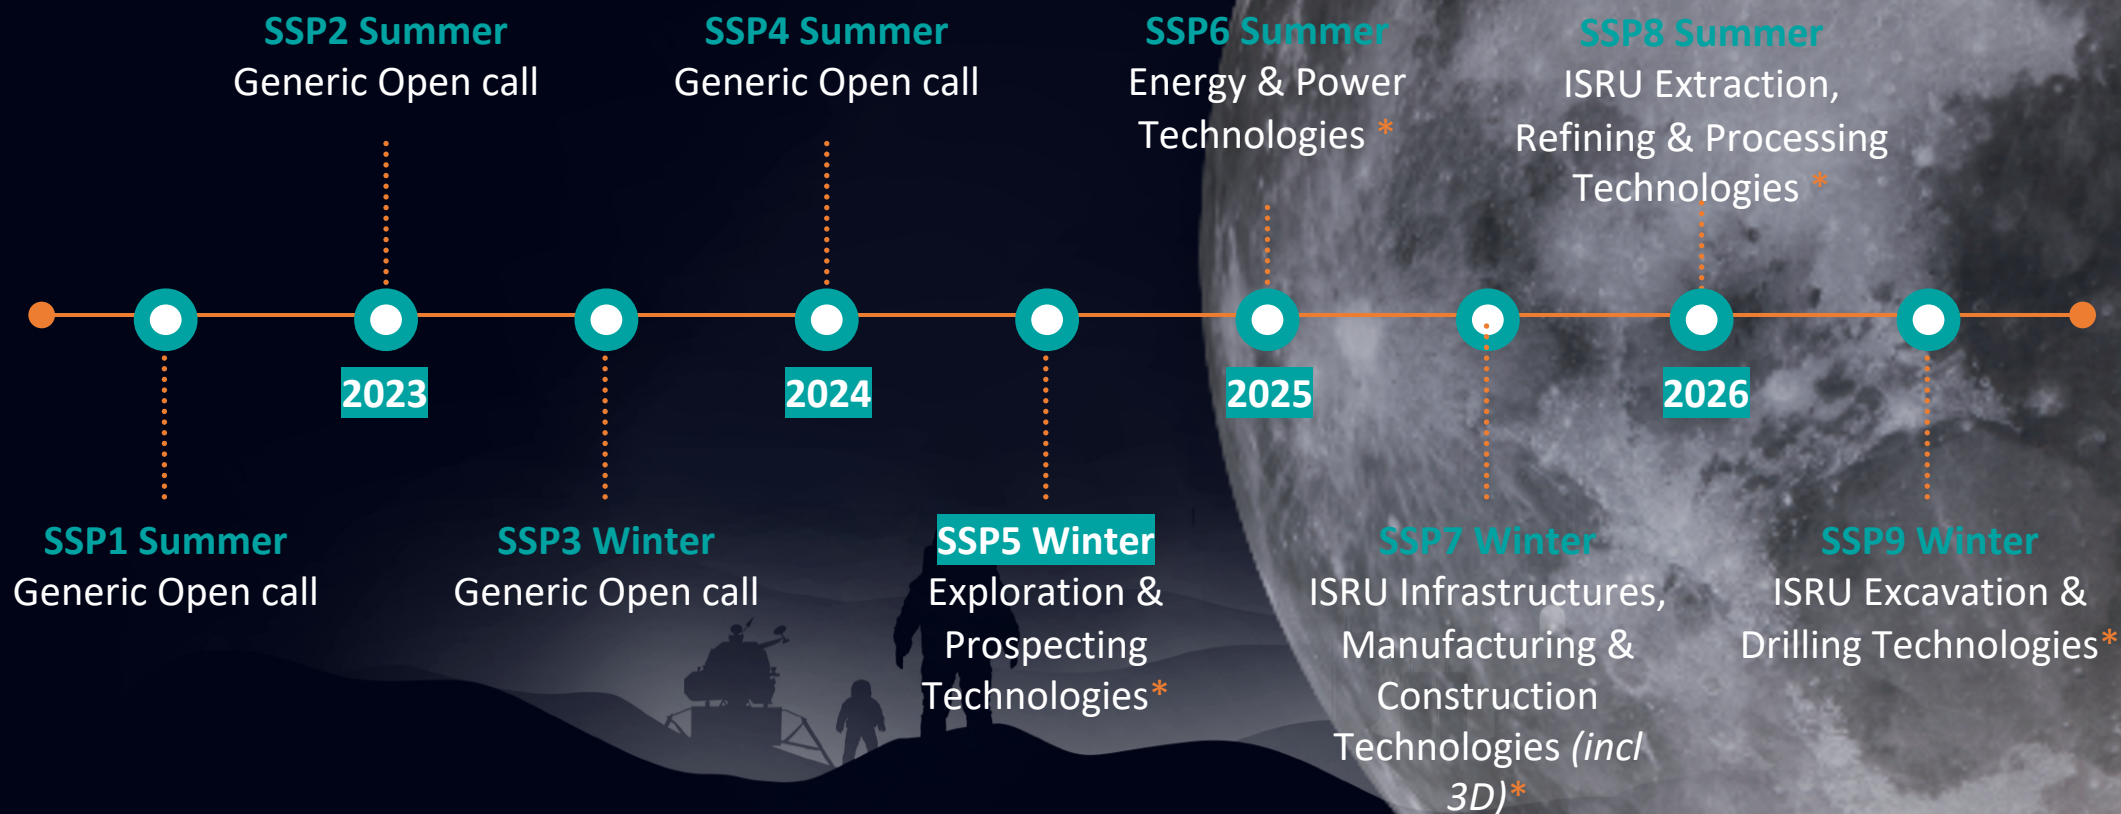 SSP2 Summer
Generic Open call
SSP4 Summer
Generic Open call
SSP6 Summer
Energy & Power
Technologies *
SSP8 Summer
ISRU Extraction,
Refining & Processing
Technologies *
2023
2024
2025
2026
SSP1 Summer
Generic Open call
SSP3 Winter
Generic Open call
SSP5 Winter
Exploration &
Prospecting
Technologies*
SSP7 Winter
ISRU Infrastructures,
Manufacturing &
Construction
Technologies (incl
3D)*
SSP9 Winter
ISRU Excavation &
Drilling Technologies*